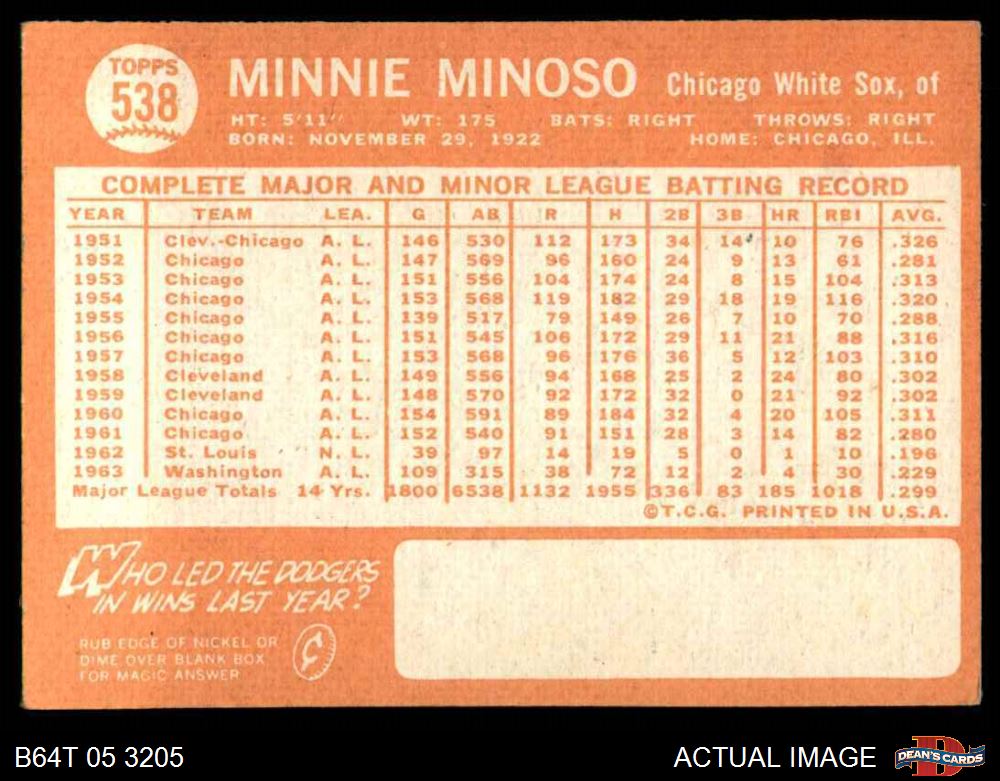 TOPPS
538
MINNIE MINOSO Chicago White Sox, of
HT: 5'11" WT: 175 BATS: RIGHT THROWS: RIGHT
BORN: NOVEMBER 29, 1922 HOME: CHICAGO, ILL.
COMPLETE MAJOR AND MINOR LEAGUE BATTING RECORD
YEAR TEAM LEA. G AB R H 2B 3B HR RBI AVG.
1951 Clev.-Chicago A. L. 146 530 112 173 34 14 10 76 .326
1952 Chicago A. L. 147 569 96 160 24 9 13 61 .281
1953 Chicago A. L. 151 556 104 174 24 8 15 104 .313
1954 Chicago A. L. 153 568 119 182 29 18 19 116 .320
1955 Chicago A. L. 139 517 79 149 26 7 10 70 .288
1956 Chicago A. L. 151 545 106 172 29 11 21 88 .316
1957 Chicago A. L. 153 568 96 176 36 5 12 103 .310
1958 Cleveland A. L. 149 556 94 168 25 2 24 80 .302
1959 Cleveland A. L. 148 570 92 172 32 0 21 92 .302
1960 Chicago A. L. 154 591 89 184 32 4 20 105 .311
1961 Chicago A. L. 152 540 91 151 28 3 14 82 .280
1962 St. Louis N. L. 39 97 14 19 5 0 1 10 .196
1963 Washington A. L. 109 315 38 72 12 2 4 30 .229
Major League Totals 14 Yrs. 1800 6538 1132 1955 336 83 185 1018 .299
©T.C.G. PRINTED IN U.S.A.
WHO LED THE DODGERS
IN WINS LAST YEAR?
RUB EDGE OF NICKEL OR
DIME OVER BLANK BOX
FOR MAGIC ANSWER
¢
B64T 05 3205 ACTUAL IMAGE
D
DEAN'S CARDS